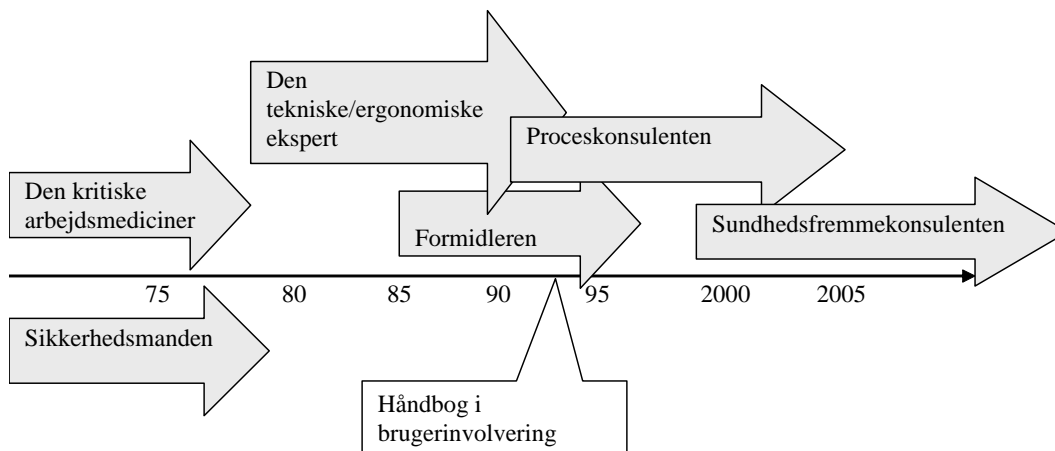 Den
tekniske/ergonomiske
ekspert
Proceskonsulenten
Den kritiske
arbejdsmediciner
Formidleren
Sundhedsfremmekonsulenten
75 80 85 90 95 2000 2005
Sikkerhedsmanden
Håndbog i
brugerinvolvering